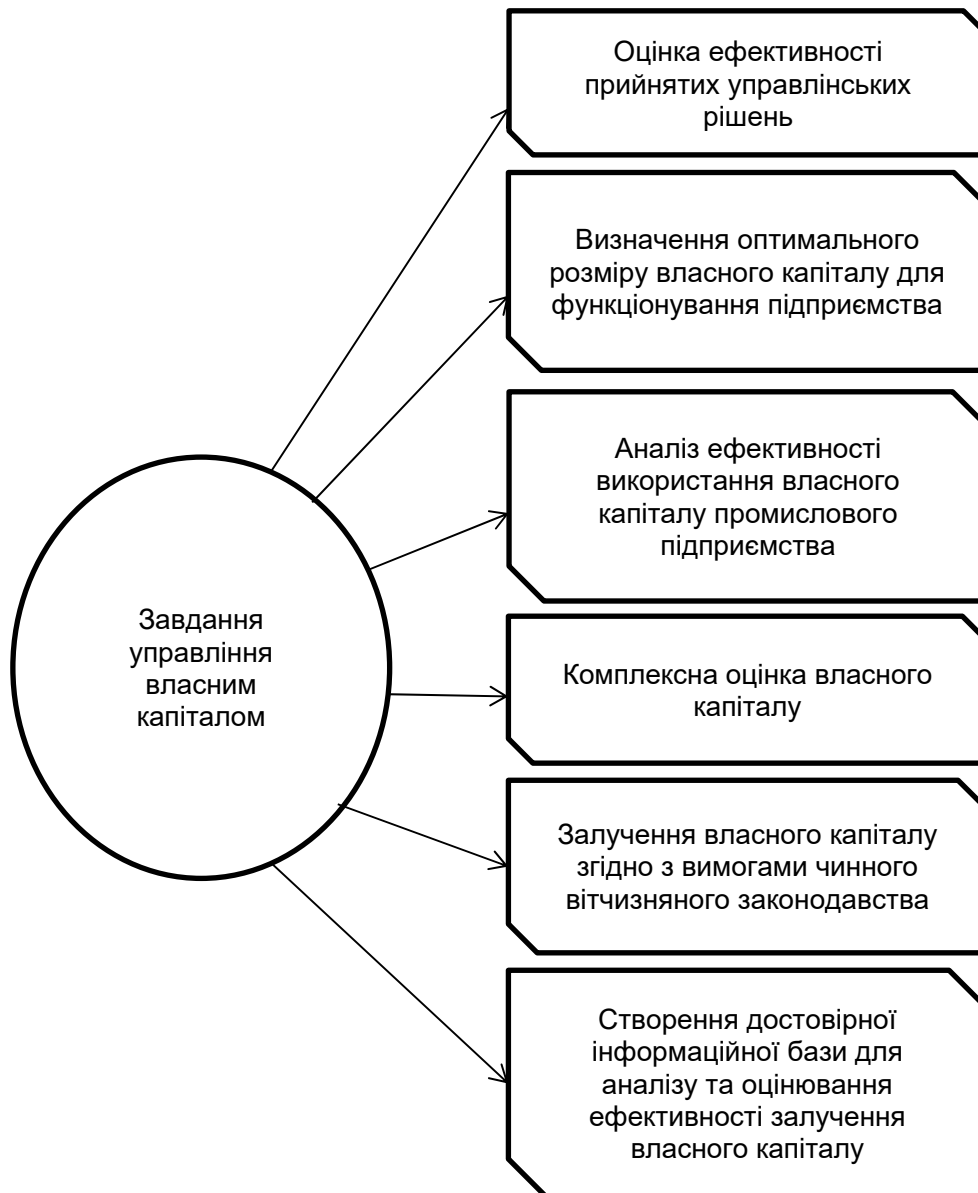 Оцінка ефективності
прийнятих управлінських
рішень
Визначення оптимального
розміру власного капіталу для
функціонування підприємства
Аналіз ефективності
використання власного
капіталу промислового
підприємства
Завдання
управління
власним
капіталом
Комплексна оцінка власного
капіталу
Залучення власного капіталу
згідно з вимогами чинного
вітчизняного законодавства
Створення достовірної
інформаційної бази для
аналізу та оцінювання
ефективності залучення
власного капіталу